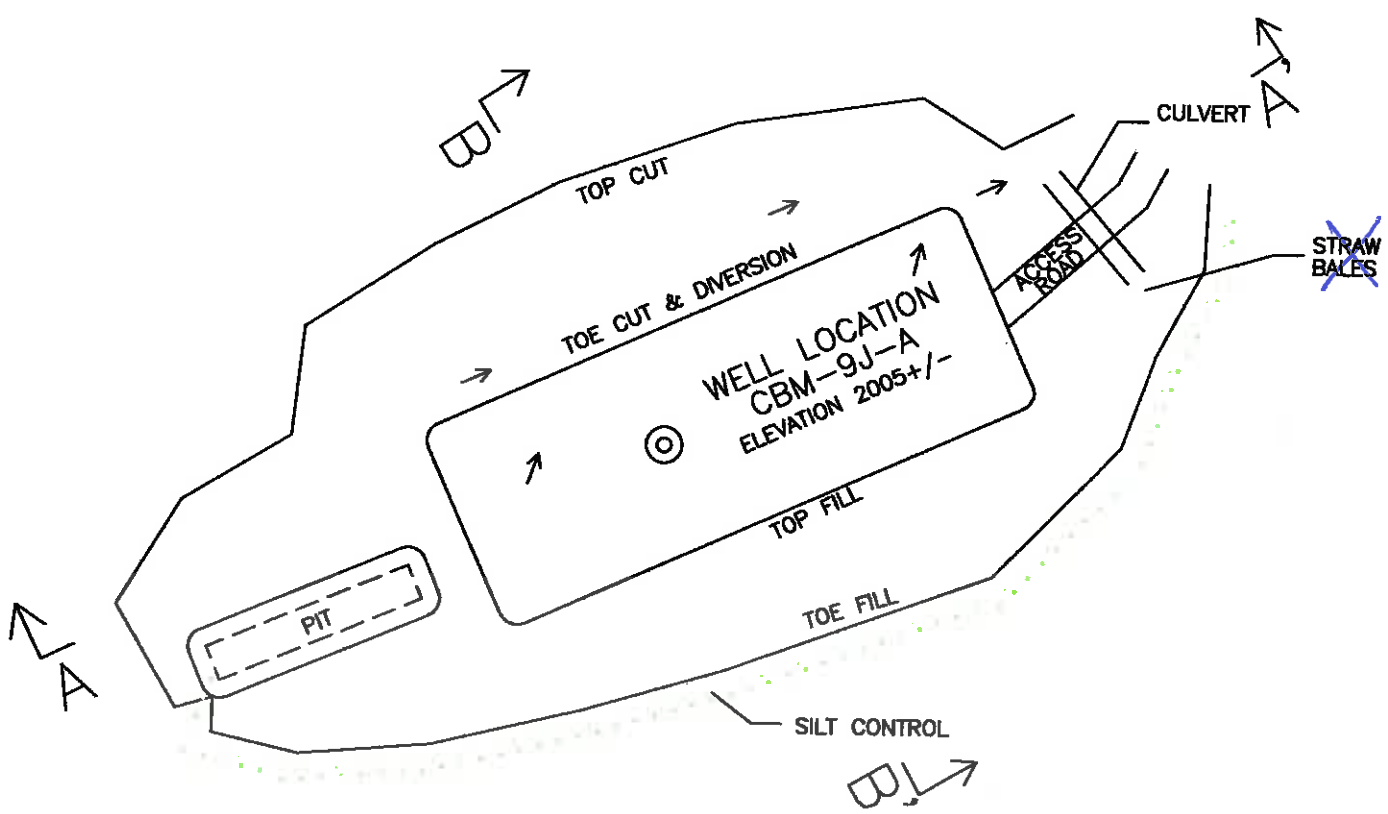 B
A'
CULVERT
TOP CUT
STRAW
BALES
ACCESS
ROAD
TOE CUT & DIVERSION
WELL LOCATION
CBM-9J-A
ELEVATION 2005+/-
TOP FILL
PIT
TOE FILL
A
SILT CONTROL
B'